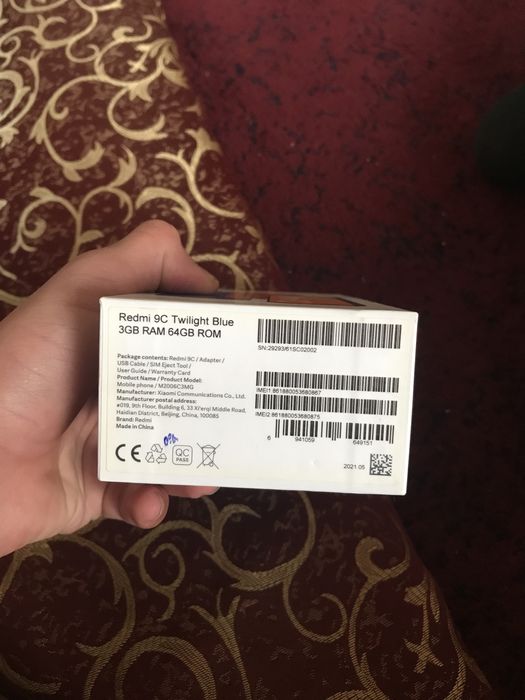 Redmi 9C Twilight Blue
3GB RAM 64GB ROM
Package contents: Redmi 9C / Adapter /
USB Cable / SIM Eject Tool /
User Guide / Warranty Card
Product Name / Product Model:
Mobile phone / M2006C3MG
Manufacturer: Xiaomi Communications Co., Ltd.
Manufacturer postal address:
#019, 9th Floor, Building 6, 33 Xi'erqi Middle Road,
Haidian District, Beijing, China, 100085
Brand: Redmi
Made in China
CE
QC
PASS
SN:29293/61SC02002
IMEI1:861880053680867
IMEI2:861880053680875
6 941059 649151
2021.05